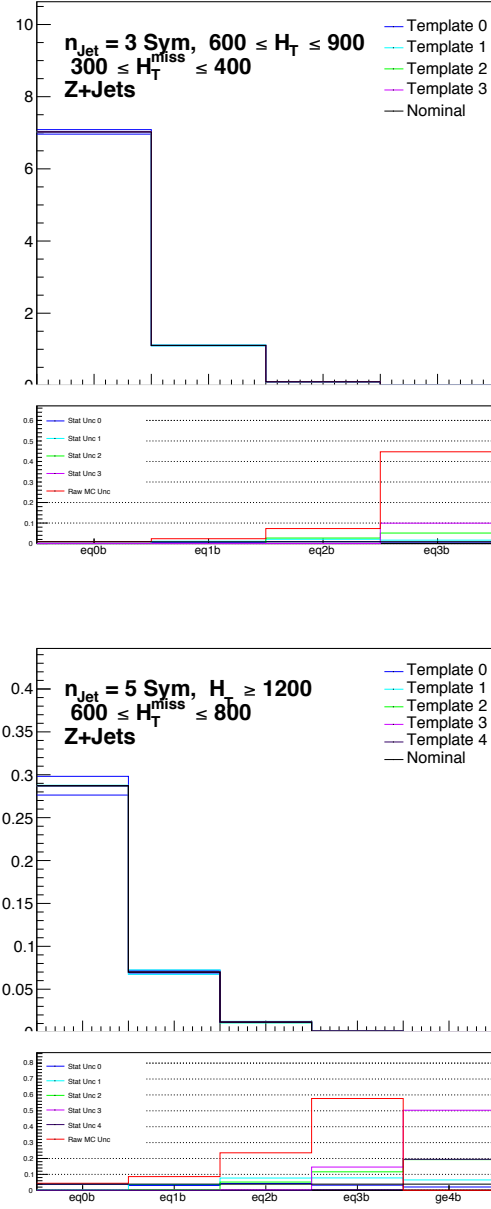 10
8
6
4
2
0
n_Jet = 3 Sym, 600 ≤ H_T ≤ 900
300 ≤ H_T^miss ≤ 400
Z+Jets
Template 0
Template 1
Template 2
Template 3
Nominal
0.6
0.5
0.4
0.3
0.2
0.1
0
Stat Unc 0
Stat Unc 1
Stat Unc 2
Stat Unc 3
Raw MC Unc
eq0b eq1b eq2b eq3b
0.4
0.35
0.3
0.25
0.2
0.15
0.1
0.05
0
n_Jet = 5 Sym, H_T ≥ 1200
600 ≤ H_T^miss ≤ 800
Z+Jets
Template 0
Template 1
Template 2
Template 3
Template 4
Nominal
0.8
0.7
0.6
0.5
0.4
0.3
0.2
0.1
0
Stat Unc 0
Stat Unc 1
Stat Unc 2
Stat Unc 3
Stat Unc 4
Raw MC Unc
eq0b eq1b eq2b eq3b ge4b